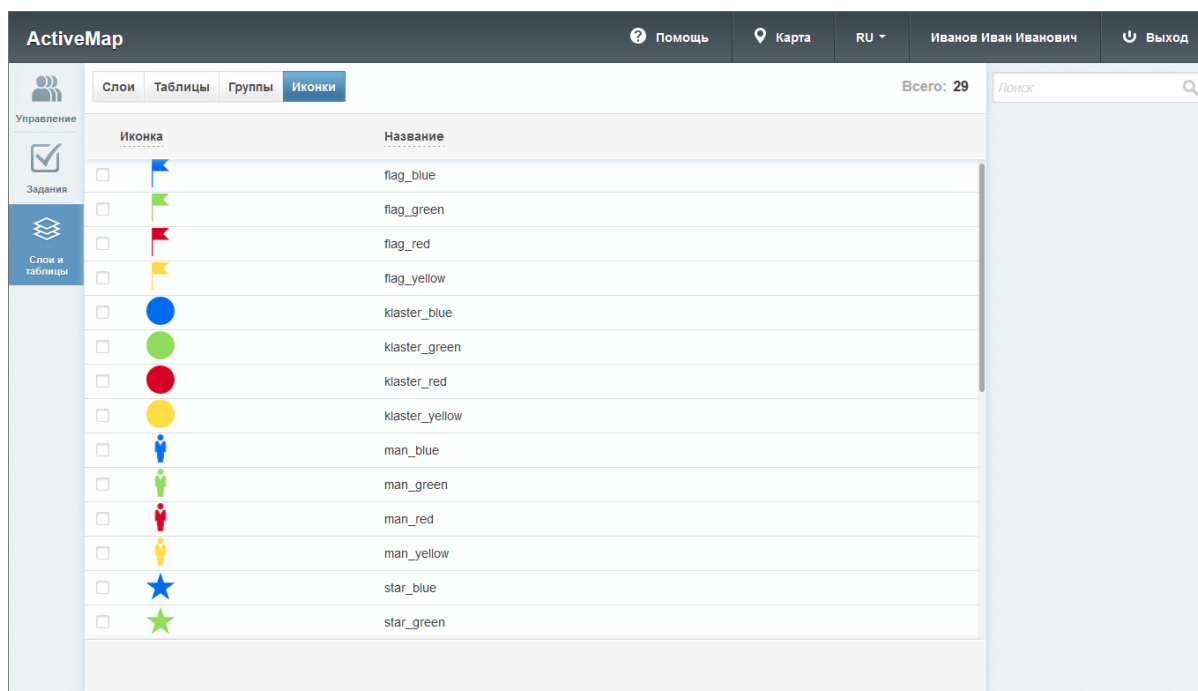 ActiveMap
Помощь
Карта
RU
Иванов Иван Иванович
Выход
Управление
Задания
Слои и
таблицы
Слои
Таблицы
Группы
Иконки
Всего: 29
Поиск
Иконка
Название
flag_blue
flag_green
flag_red
flag_yellow
klaster_blue
klaster_green
klaster_red
klaster_yellow
man_blue
man_green
man_red
man_yellow
star_blue
star_green